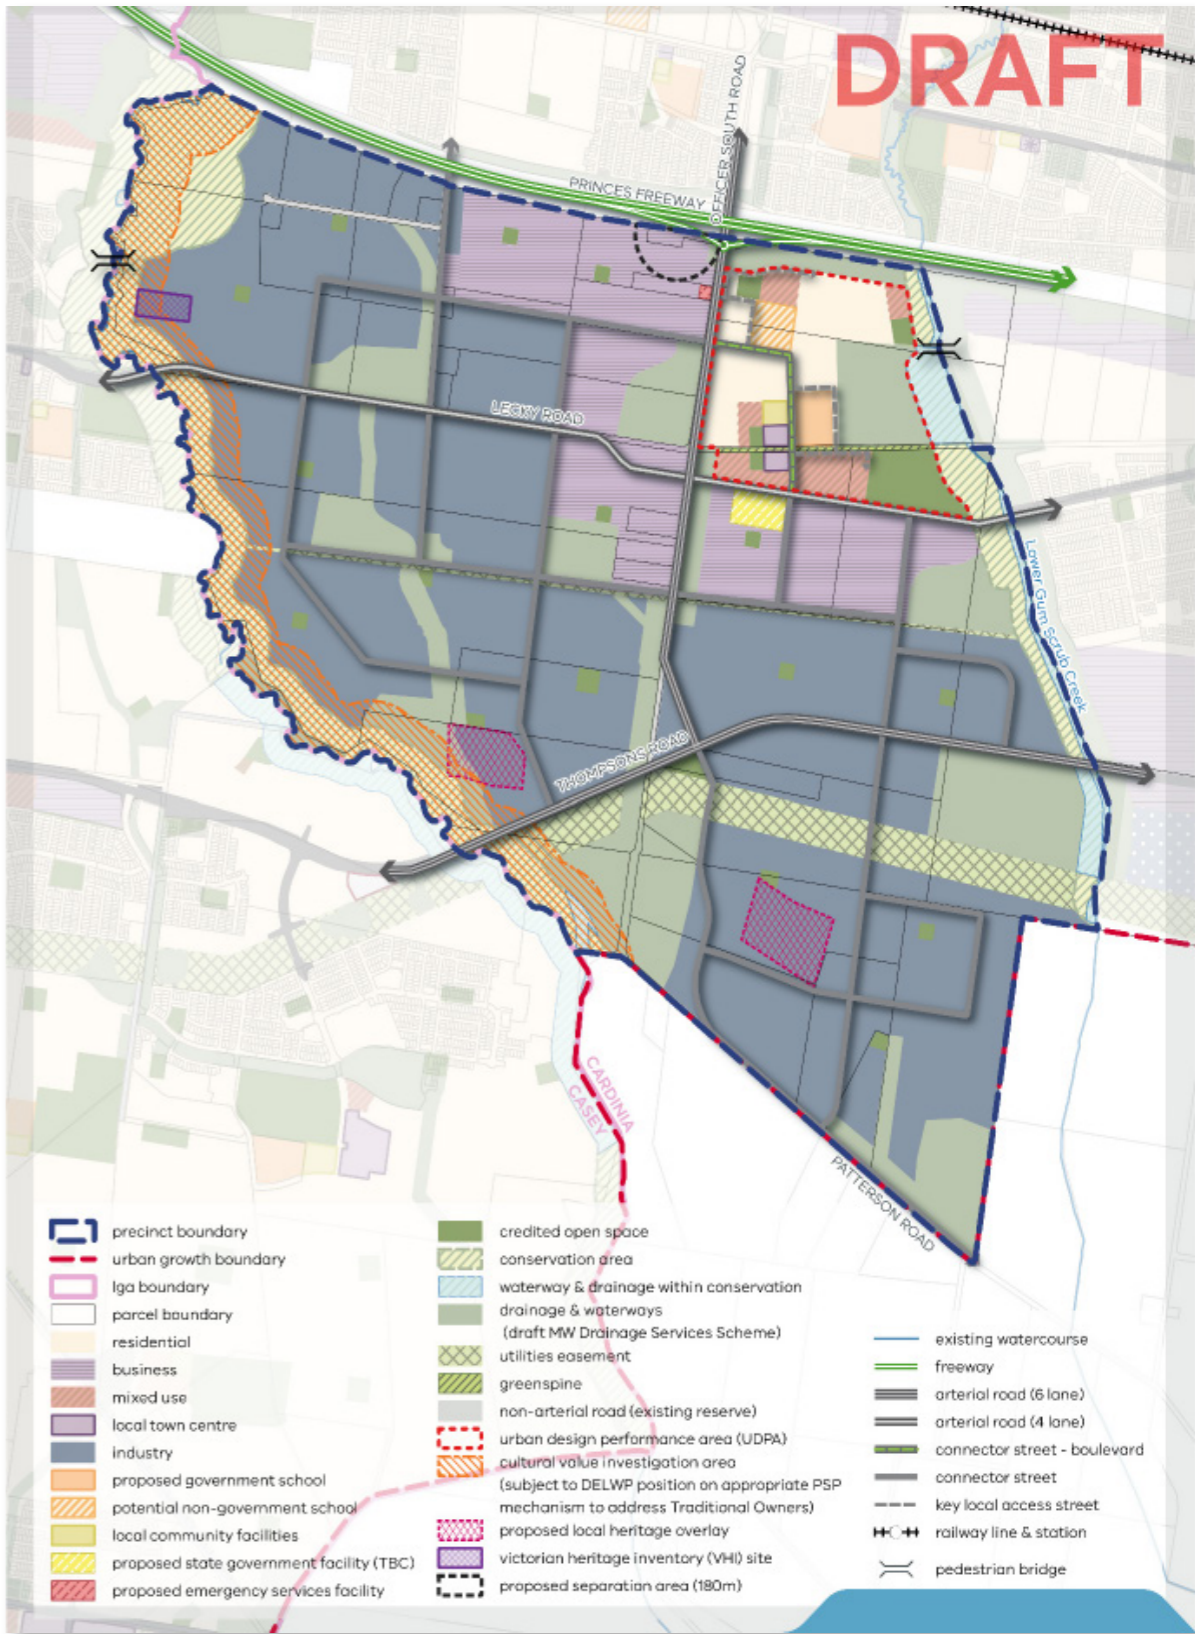 DRAFT
OFFICER SOUTH ROAD
PRINCES FREEWAY
LECKY ROAD
Lower Gum Scrub Creek
THOMPSONS ROAD
CARDINIA
CASEY
PATTERSON ROAD
precinct boundary
urban growth boundary
lga boundary
parcel boundary
residential
business
mixed use
local town centre
industry
proposed government school
potential non-government school
local community facilities
proposed state government facility (TBC)
proposed emergency services facility
credited open space
conservation area
waterway & drainage within conservation
drainage & waterways
(draft MW Drainage Services Scheme)
utilities easement
greenspine
non-arterial road (existing reserve)
urban design performance area (UDPA)
cultural value investigation area
(subject to DELWP position on appropriate PSP
mechanism to address Traditional Owners)
proposed local heritage overlay
victorian heritage inventory (VHI) site
proposed separation area (180m)
existing watercourse
freeway
arterial road (6 lane)
arterial road (4 lane)
connector street - boulevard
connector street
key local access street
railway line & station
pedestrian bridge